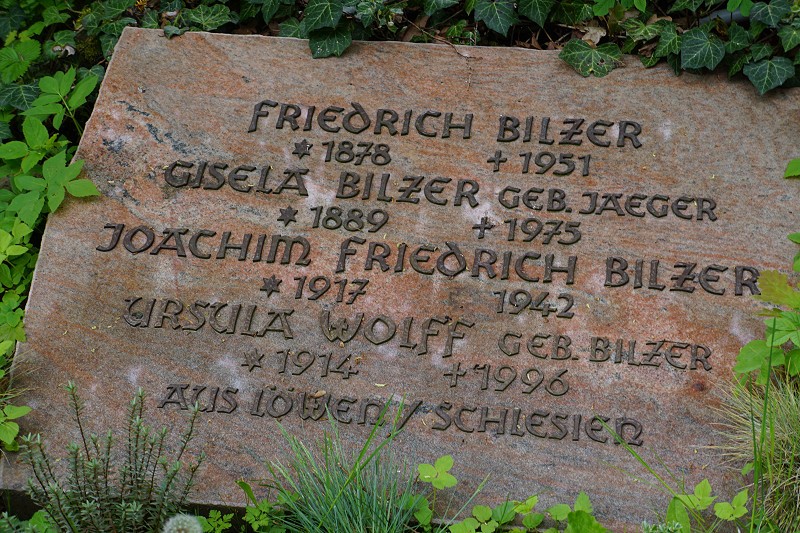 FRIEDRICH BILZER
* 1878 + 1951
GISELA BILZER GEB. JAEGER
* 1889 + 1975
JOACHIM FRIEDRICH BILZER
* 1917 1942
URSULA WOLFF GEB. BILZER
* 1914 + 1996
AUS LÖWEN/SCHLESIEN